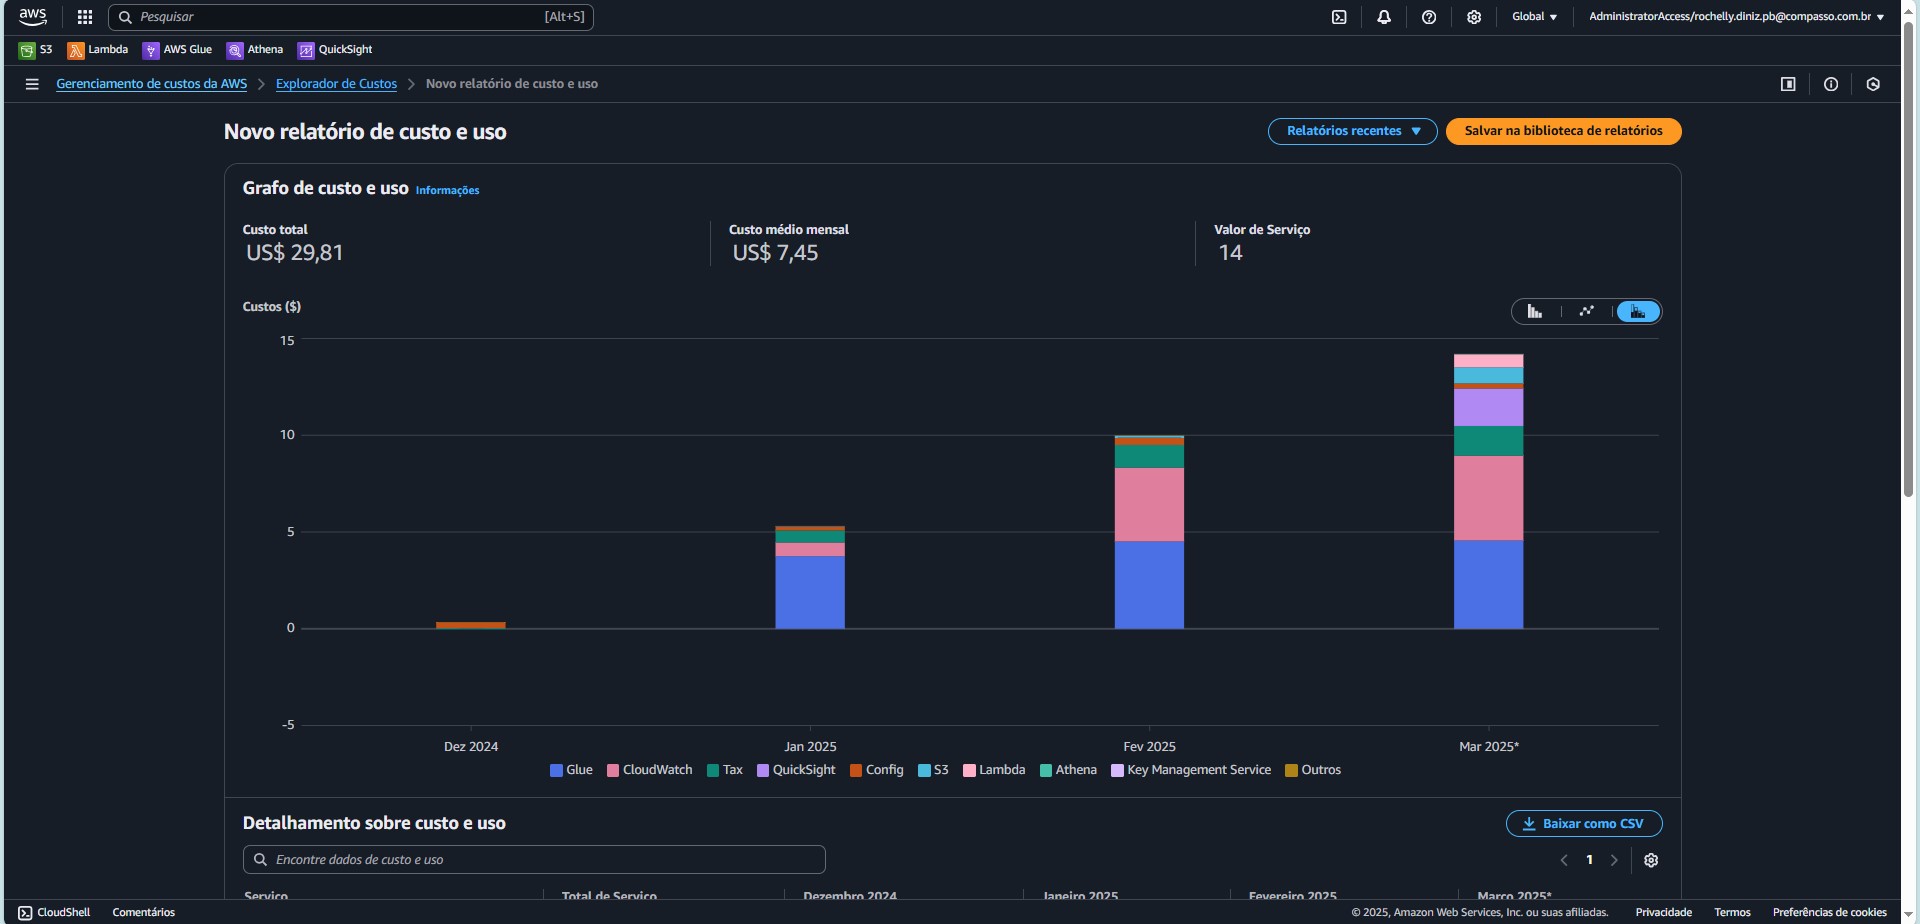 aws
Pesquisar [Alt+S] Global AdministratorAccess/rochelly.diniz.pb@compasso.com.br
S3 Lambda AWS Glue Athena QuickSight
Gerenciamento de custos da AWS Explorador de Custos Novo relatório de custo e uso
Novo relatório de custo e uso Relatórios recentes Salvar na biblioteca de relatórios
Grafo de custo e uso Informações
Custo total Custo médio mensal Valor de Serviço
US$ 29,81 US$ 7,45 14
Custos ($)
15
10
5
0
-5
Dez 2024 Jan 2025 Fev 2025 Mar 2025*
Glue CloudWatch Tax QuickSight Config S3 Lambda Athena Key Management Service Outros
Detalhamento sobre custo e uso Baixar como CSV
Encontre dados de custo e uso 1
Serviço Total de Serviço Dezembro 2024 Janeiro 2025 Fevereiro 2025 Março 2025*
CloudShell Comentários © 2025, Amazon Web Services, Inc. ou suas afiliadas. Privacidade Termos Preferências de cookies